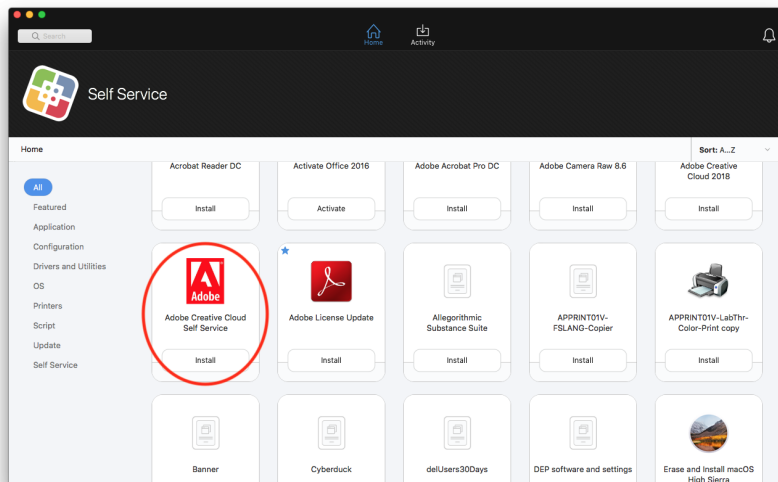 Search
Home
Activity
Self Service
Home
Sort: A...Z
All
Featured
Application
Configuration
Drivers and Utilities
OS
Printers
Script
Update
Self Service
Acrobat Reader DC
Install
Activate Office 2016
Activate
Adobe Acrobat Pro DC
Install
Adobe Camera Raw 8.6
Install
Adobe Creative
Cloud 2018
Install
Adobe
Adobe Creative Cloud
Self Service
Install
Adobe License Update
Install
Allegorithmic
Substance Suite
Install
APPRINT01V-
FSLANG-Copier
Install
APPRINT01V-LabThr-
Color-Print copy
Install
Banner
Cyberduck
delUsers30Days
DEP software and settings
Erase and Install macOS
High Sierra